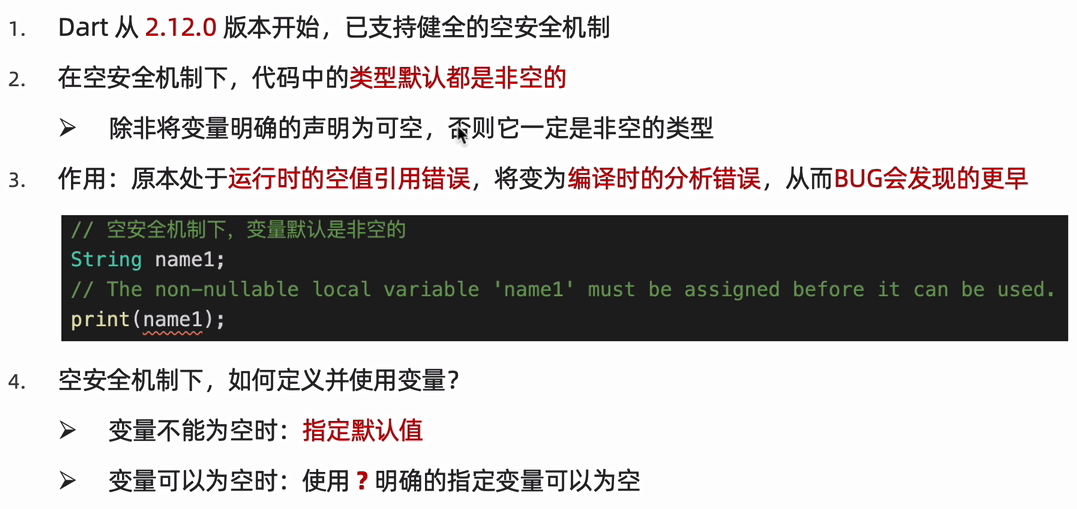 1. Dart 从 2.12.0 版本开始，已支持健全的空安全机制
2. 在空安全机制下，代码中的类型默认都是非空的
➢ 除非将变量明确的声明为可空，否则它一定是非空的类型
3. 作用：原本处于运行时的空值引用错误，将变为编译时的分析错误，从而BUG会发现的更早
// 空安全机制下，变量默认是非空的
String name1;
// The non-nullable local variable 'name1' must be assigned before it can be used.
print(name1);
4. 空安全机制下，如何定义并使用变量？
➢ 变量不能为空时：指定默认值
➢ 变量可以为空时：使用 ? 明确的指定变量可以为空